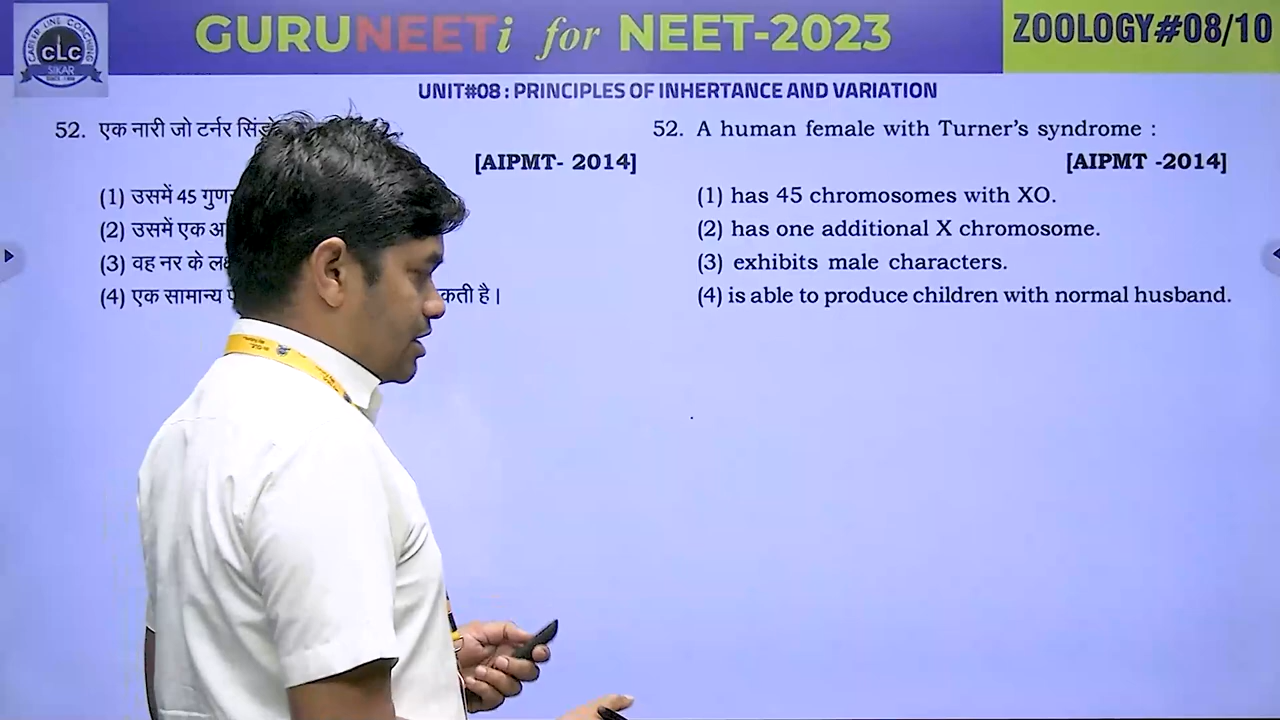 GURUNEETi for NEET-2023
ZOOLOGY#08/10
CAREER LINE COACHING
CLC
SIKAR
UNIT#08 : PRINCIPLES OF INHERTANCE AND VARIATION
52. एक नारी जो टर्नर
[AIPMT- 2014]
(1) उसमें 45
(2) उसमें एक
(3) वह नर के
(4) एक सामान्य
है।
52. A human female with Turner's syndrome :
[AIPMT -2014]
(1) has 45 chromosomes with XO.
(2) has one additional X chromosome.
(3) exhibits male characters.
(4) is able to produce children with normal husband.